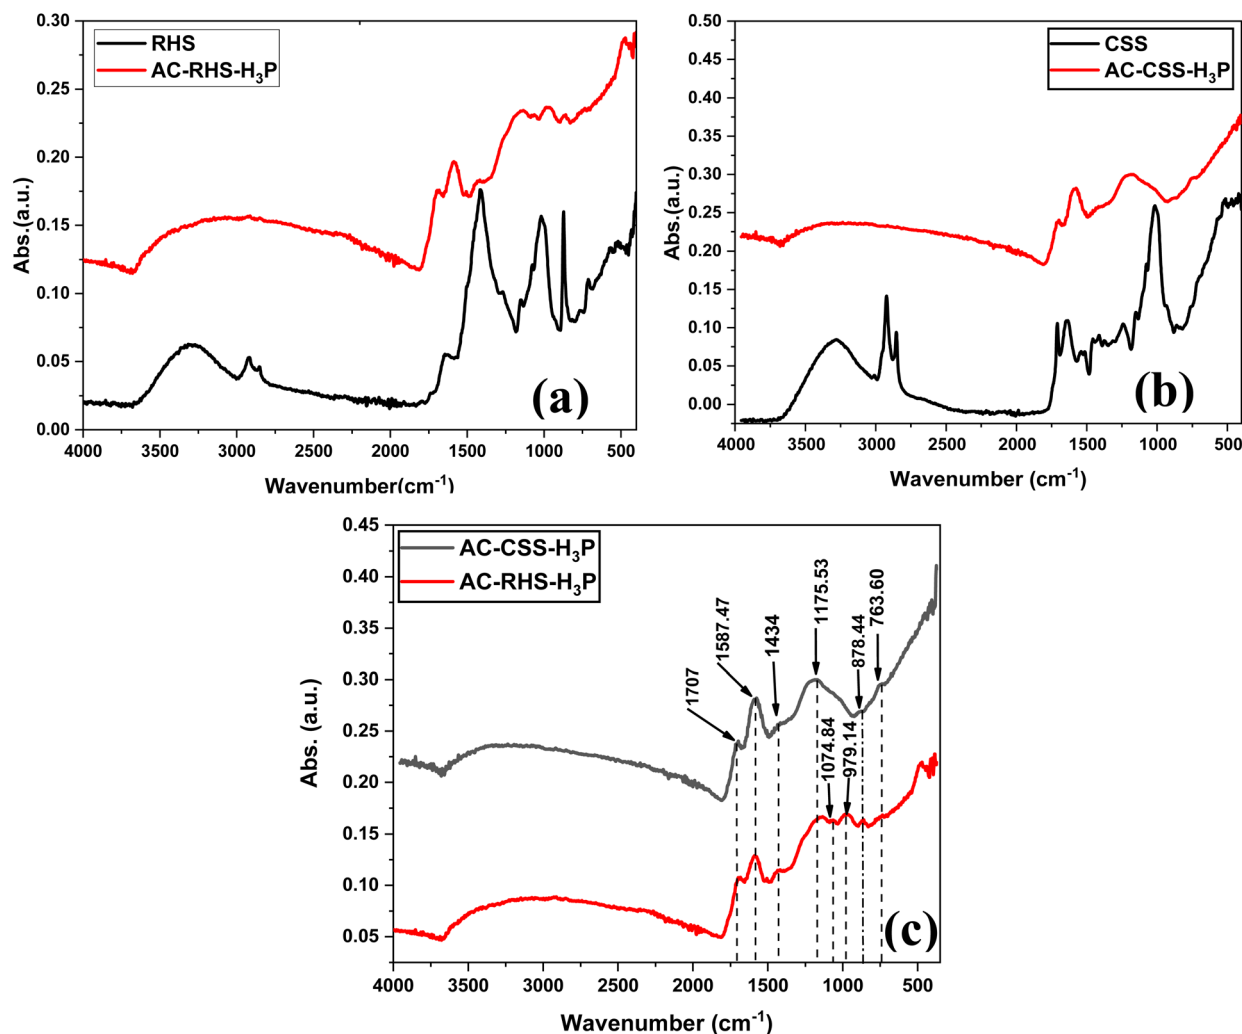 RHS
AC-RHS-H₃P
0.30
0.25
0.20
0.15
0.10
0.05
0.00
Abs.(a.u.)
4000 3500 3000 2500 2000 1500 1000 500
Wavenumber(cm⁻¹)
(a)
CSS
AC-CSS-H₃P
0.50
0.45
0.40
0.35
0.30
0.25
0.20
0.15
0.10
0.05
0.00
Abs.(a.u.)
4000 3500 3000 2500 2000 1500 1000 500
Wavenumber (cm⁻¹)
(b)
AC-CSS-H₃P
AC-RHS-H₃P
0.45
0.40
0.35
0.30
0.25
0.20
0.15
0.10
0.05
Abs. (a.u.)
1707
1587.47
1434
1175.53
1074.84
979.14
878.44
763.60
4000 3500 3000 2500 2000 1500 1000 500
Wavenumber (cm⁻¹)
(c)